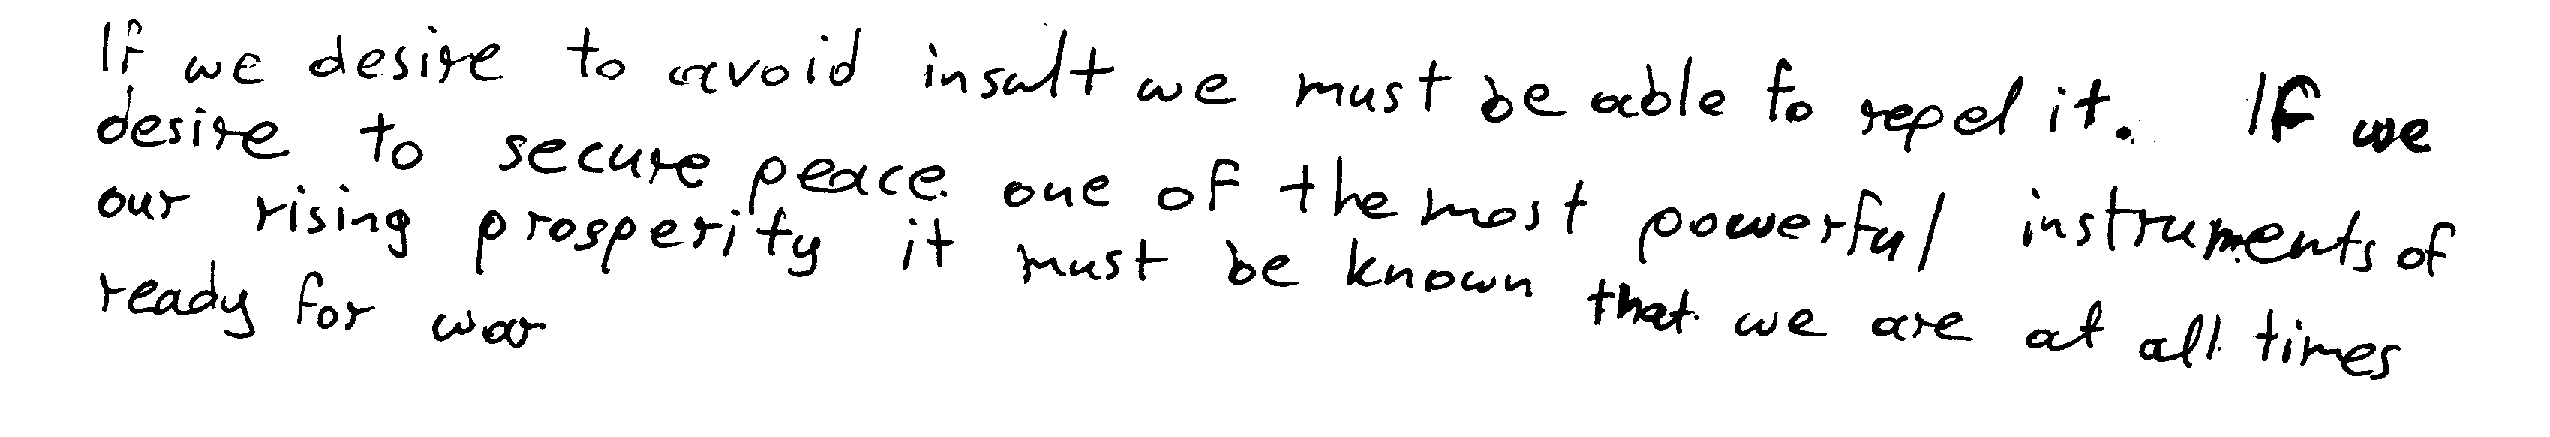 If we desire to avoid insult we must be able to repel it. If we
desire to secure peace one of the most powerful instruments of
our rising prosperity it must be known that we are at all times
ready for war